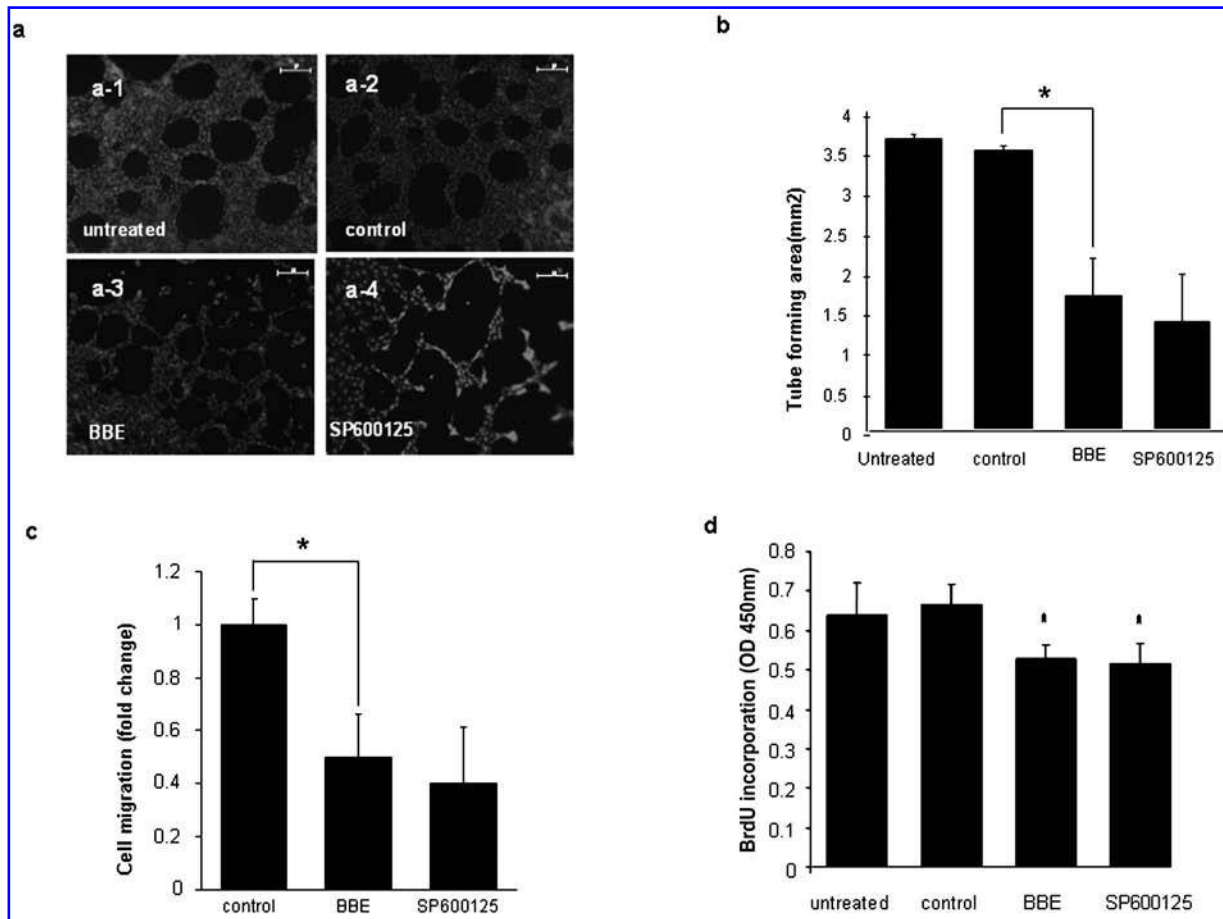 a
a-1
untreated
a-2
control
a-3
BBE
a-4
SP600125
b
*
Tube forming area(mm2)
4
3.5
3
2.5
2
1.5
1
0.5
0
Untreated control BBE SP600125
c
*
Cell migration (fold change)
1.2
1
0.8
0.6
0.4
0.2
0
control BBE SP600125
d
BrdU incorporation (OD 450nm)
0.8
0.7
0.6
0.5
0.4
0.3
0.2
0.1
0
* *
untreated control BBE SP600125